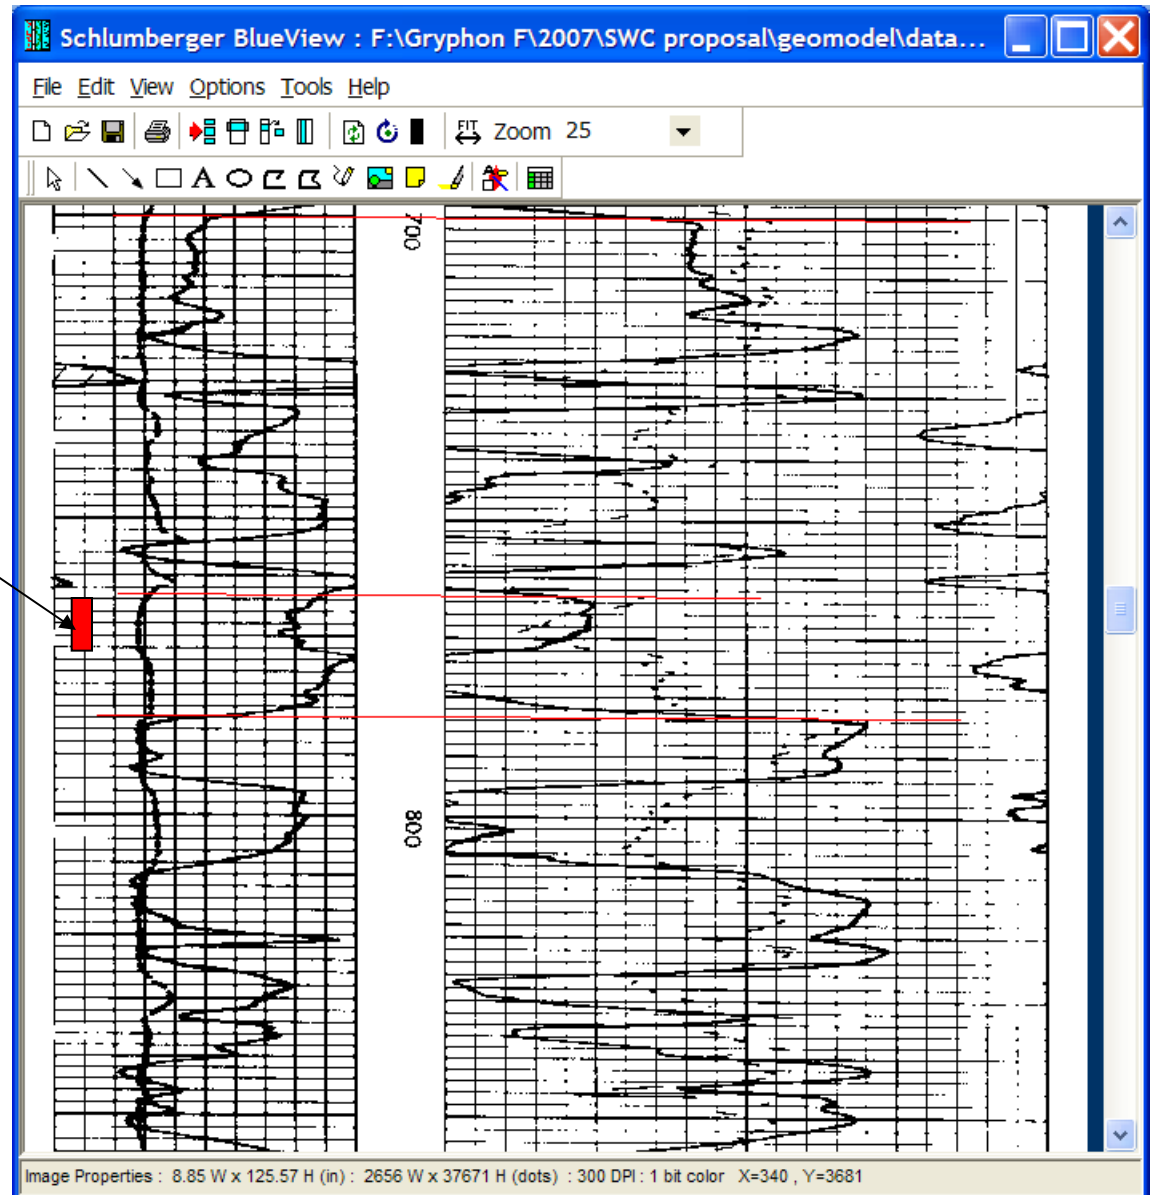 Schlumberger BlueView : F:\Gryphon F\2007\SWC proposal\geomodel\data...
File Edit View Options Tools Help
FIT Zoom 25
A
700
800
Image Properties : 8.85 W x 125.57 H (in) : 2656 W x 37671 H (dots) : 300 DPI : 1 bit color X=340 , Y=3681